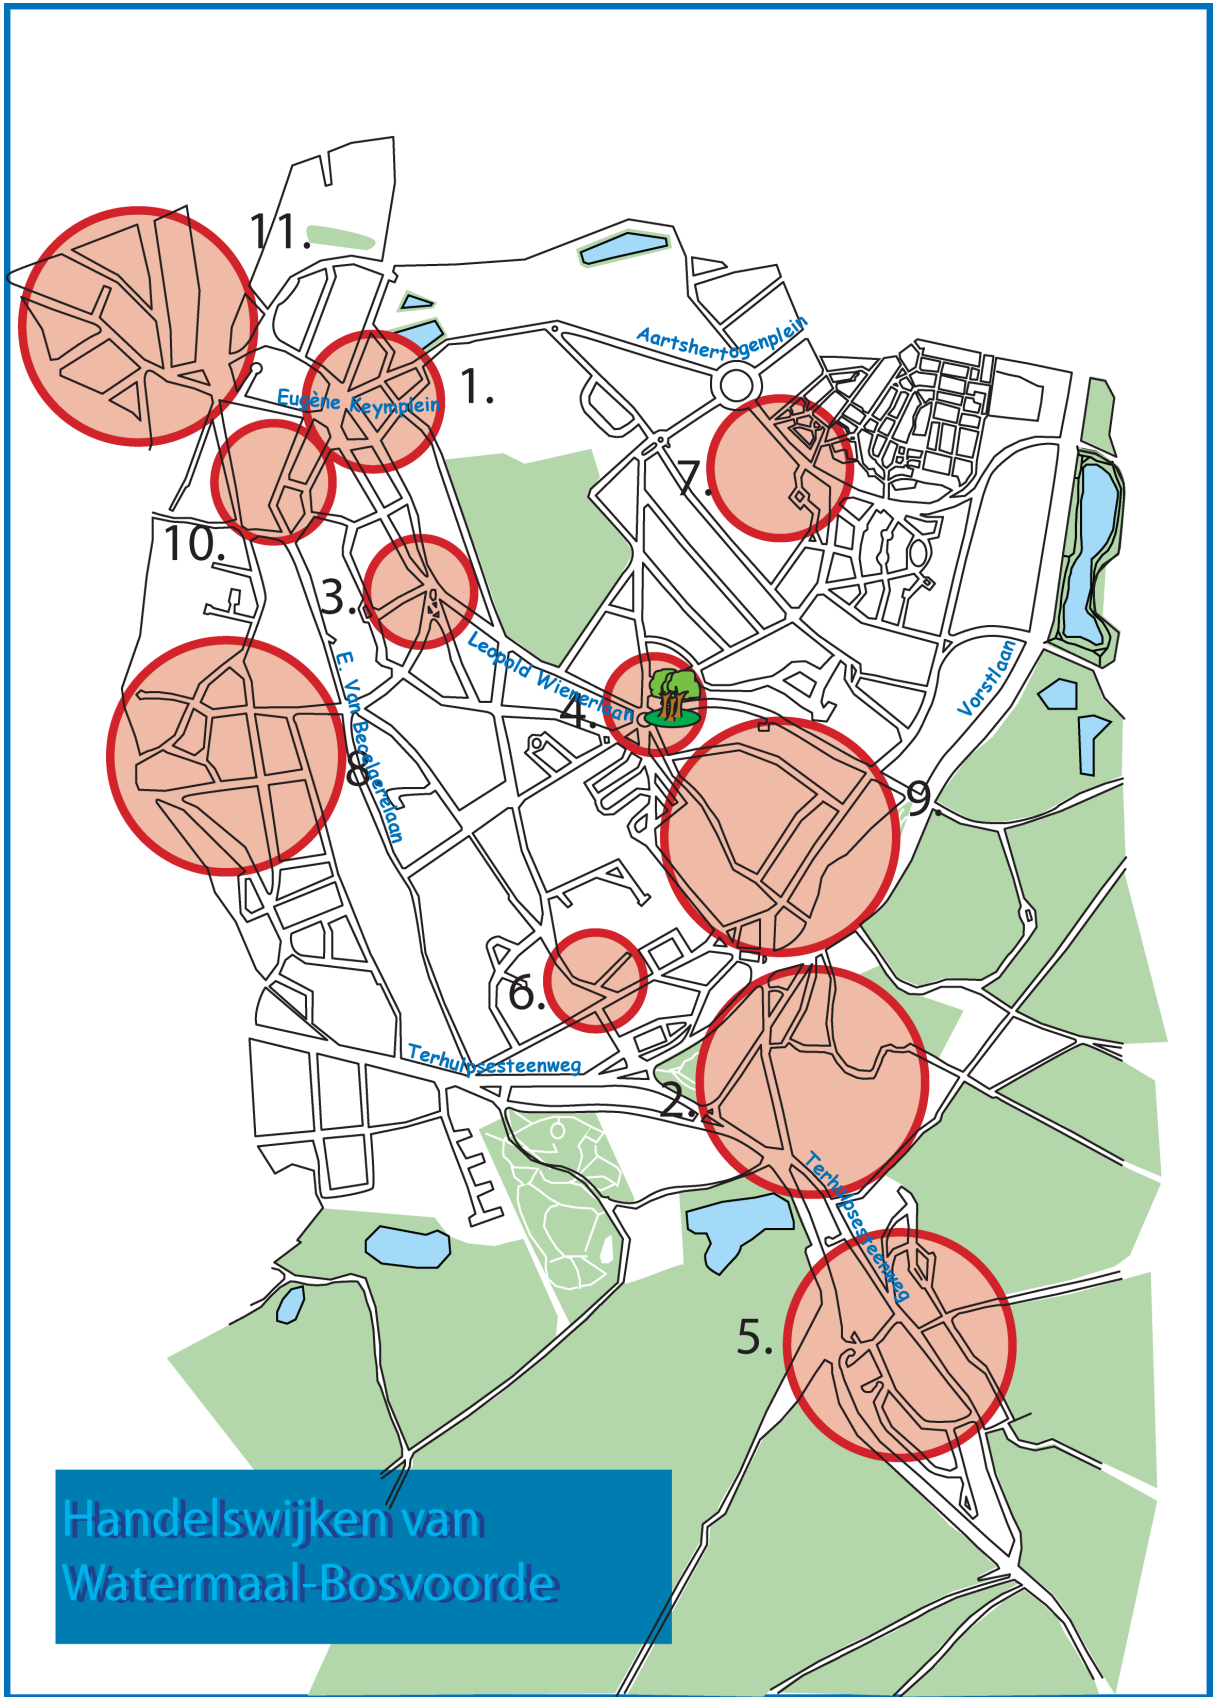 11.
Aartshertogenplein
1.
Eugène Keymplein
7.
10.
3.
Leopold Wienerlaan
Vorstlaan
E. Van Becelaerelaan
4.
8
9.
6.
Terhulpsesteenweg
2.
Terhulpsesteenweg
5.
Handelswijken van
Watermaal-Bosvoorde